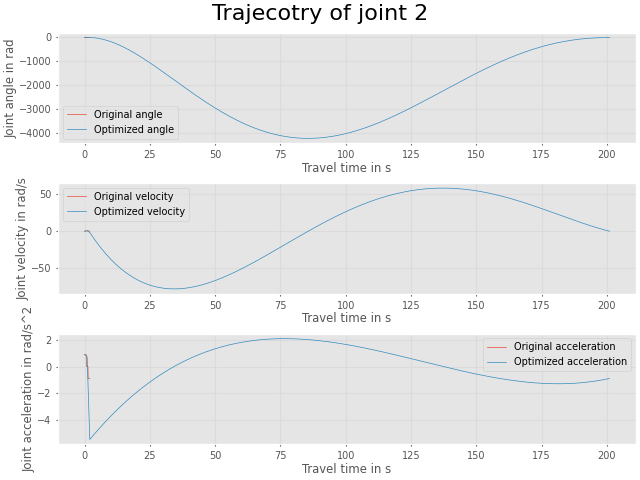 Trajecotry of joint 2
Joint angle in rad
0
−1000
−2000
−3000
−4000
Original angle
Optimized angle
0 25 50 75 100 125 150 175 200
Travel time in s
Joint velocity in rad/s
50
0
−50
Original velocity
Optimized velocity
0 25 50 75 100 125 150 175 200
Travel time in s
Joint acceleration in rad/s^2
2
0
−2
−4
Original acceleration
Optimized acceleration
0 25 50 75 100 125 150 175 200
Travel time in s